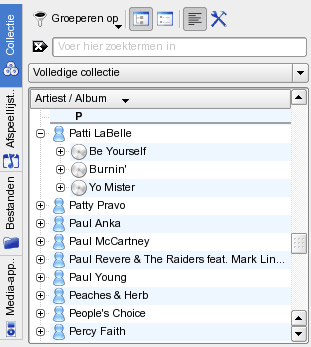 Groeperen op
Voer hier zoektermen in
Volledige collectie
Artiest / Album
P
Patti LaBelle
Be Yourself
Burnin'
Yo Mister
Patty Pravo
Paul Anka
Paul McCartney
Paul Revere & The Raiders feat. Mark Lin...
Paul Young
Peaches & Herb
People's Choice
Percy Faith
Collectie
Afspeellijst..
Bestanden
Media-app..